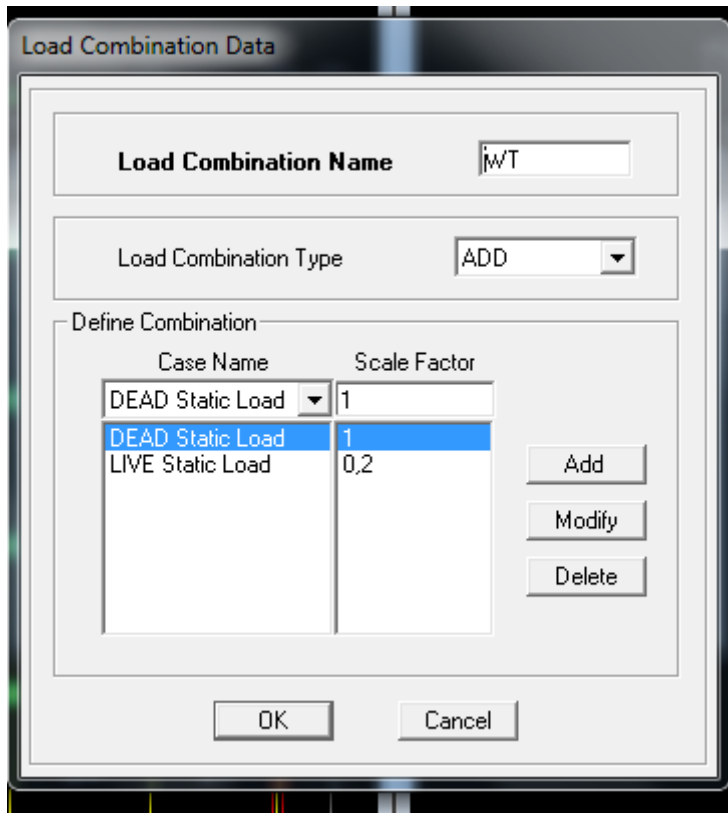 Load Combination Data
Load Combination Name WT
Load Combination Type ADD
Define Combination
Case Name Scale Factor
DEAD Static Load 1
DEAD Static Load 1
LIVE Static Load 0,2
Add
Modify
Delete
OK Cancel